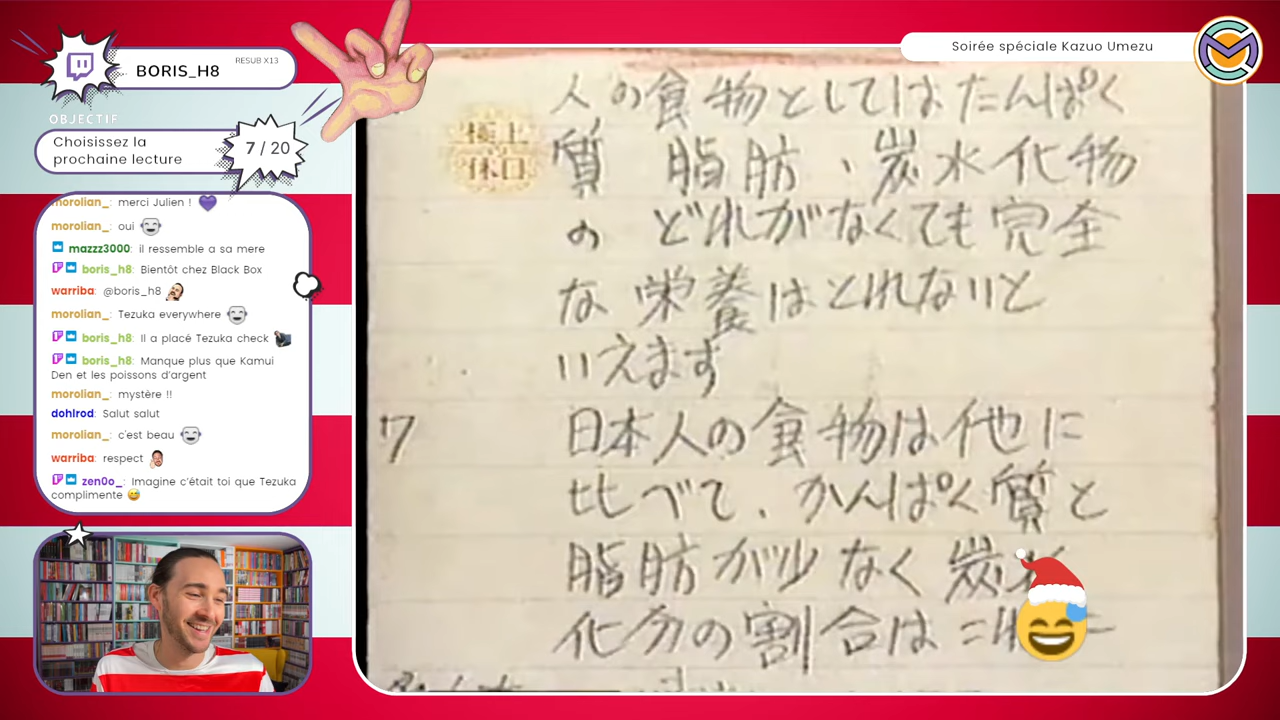 BORIS_H8
RESUB X13
OBJECTIF
Choisissez la
prochaine lecture
7 / 20
morolian_: merci Julien !
morolian_: oui
mazzz3000: il ressemble a sa mere
boris_h8: Bientôt chez Black Box
warriba: @boris_h8
morolian_: Tezuka everywhere
boris_h8: Il a placé Tezuka check
boris_h8: Manque plus que Kamui
Den et les poissons d'argent
morolian_: mystère !!
dohlrod: Salut salut
morolian_: c'est beau
warriba: respect
zen0o_: Imagine c'était toi que Tezuka
complimente
Soirée spéciale Kazuo Umezu
極上
の
休日
人の食物としてはたんぱく
質 脂肪、炭水化物
の どれがなくても完全
な 栄養はとれないと
いえます
7 日本人の食物は他に
比べて、かんぱく質と
脂肪が少なく 炭水
化分の割合は